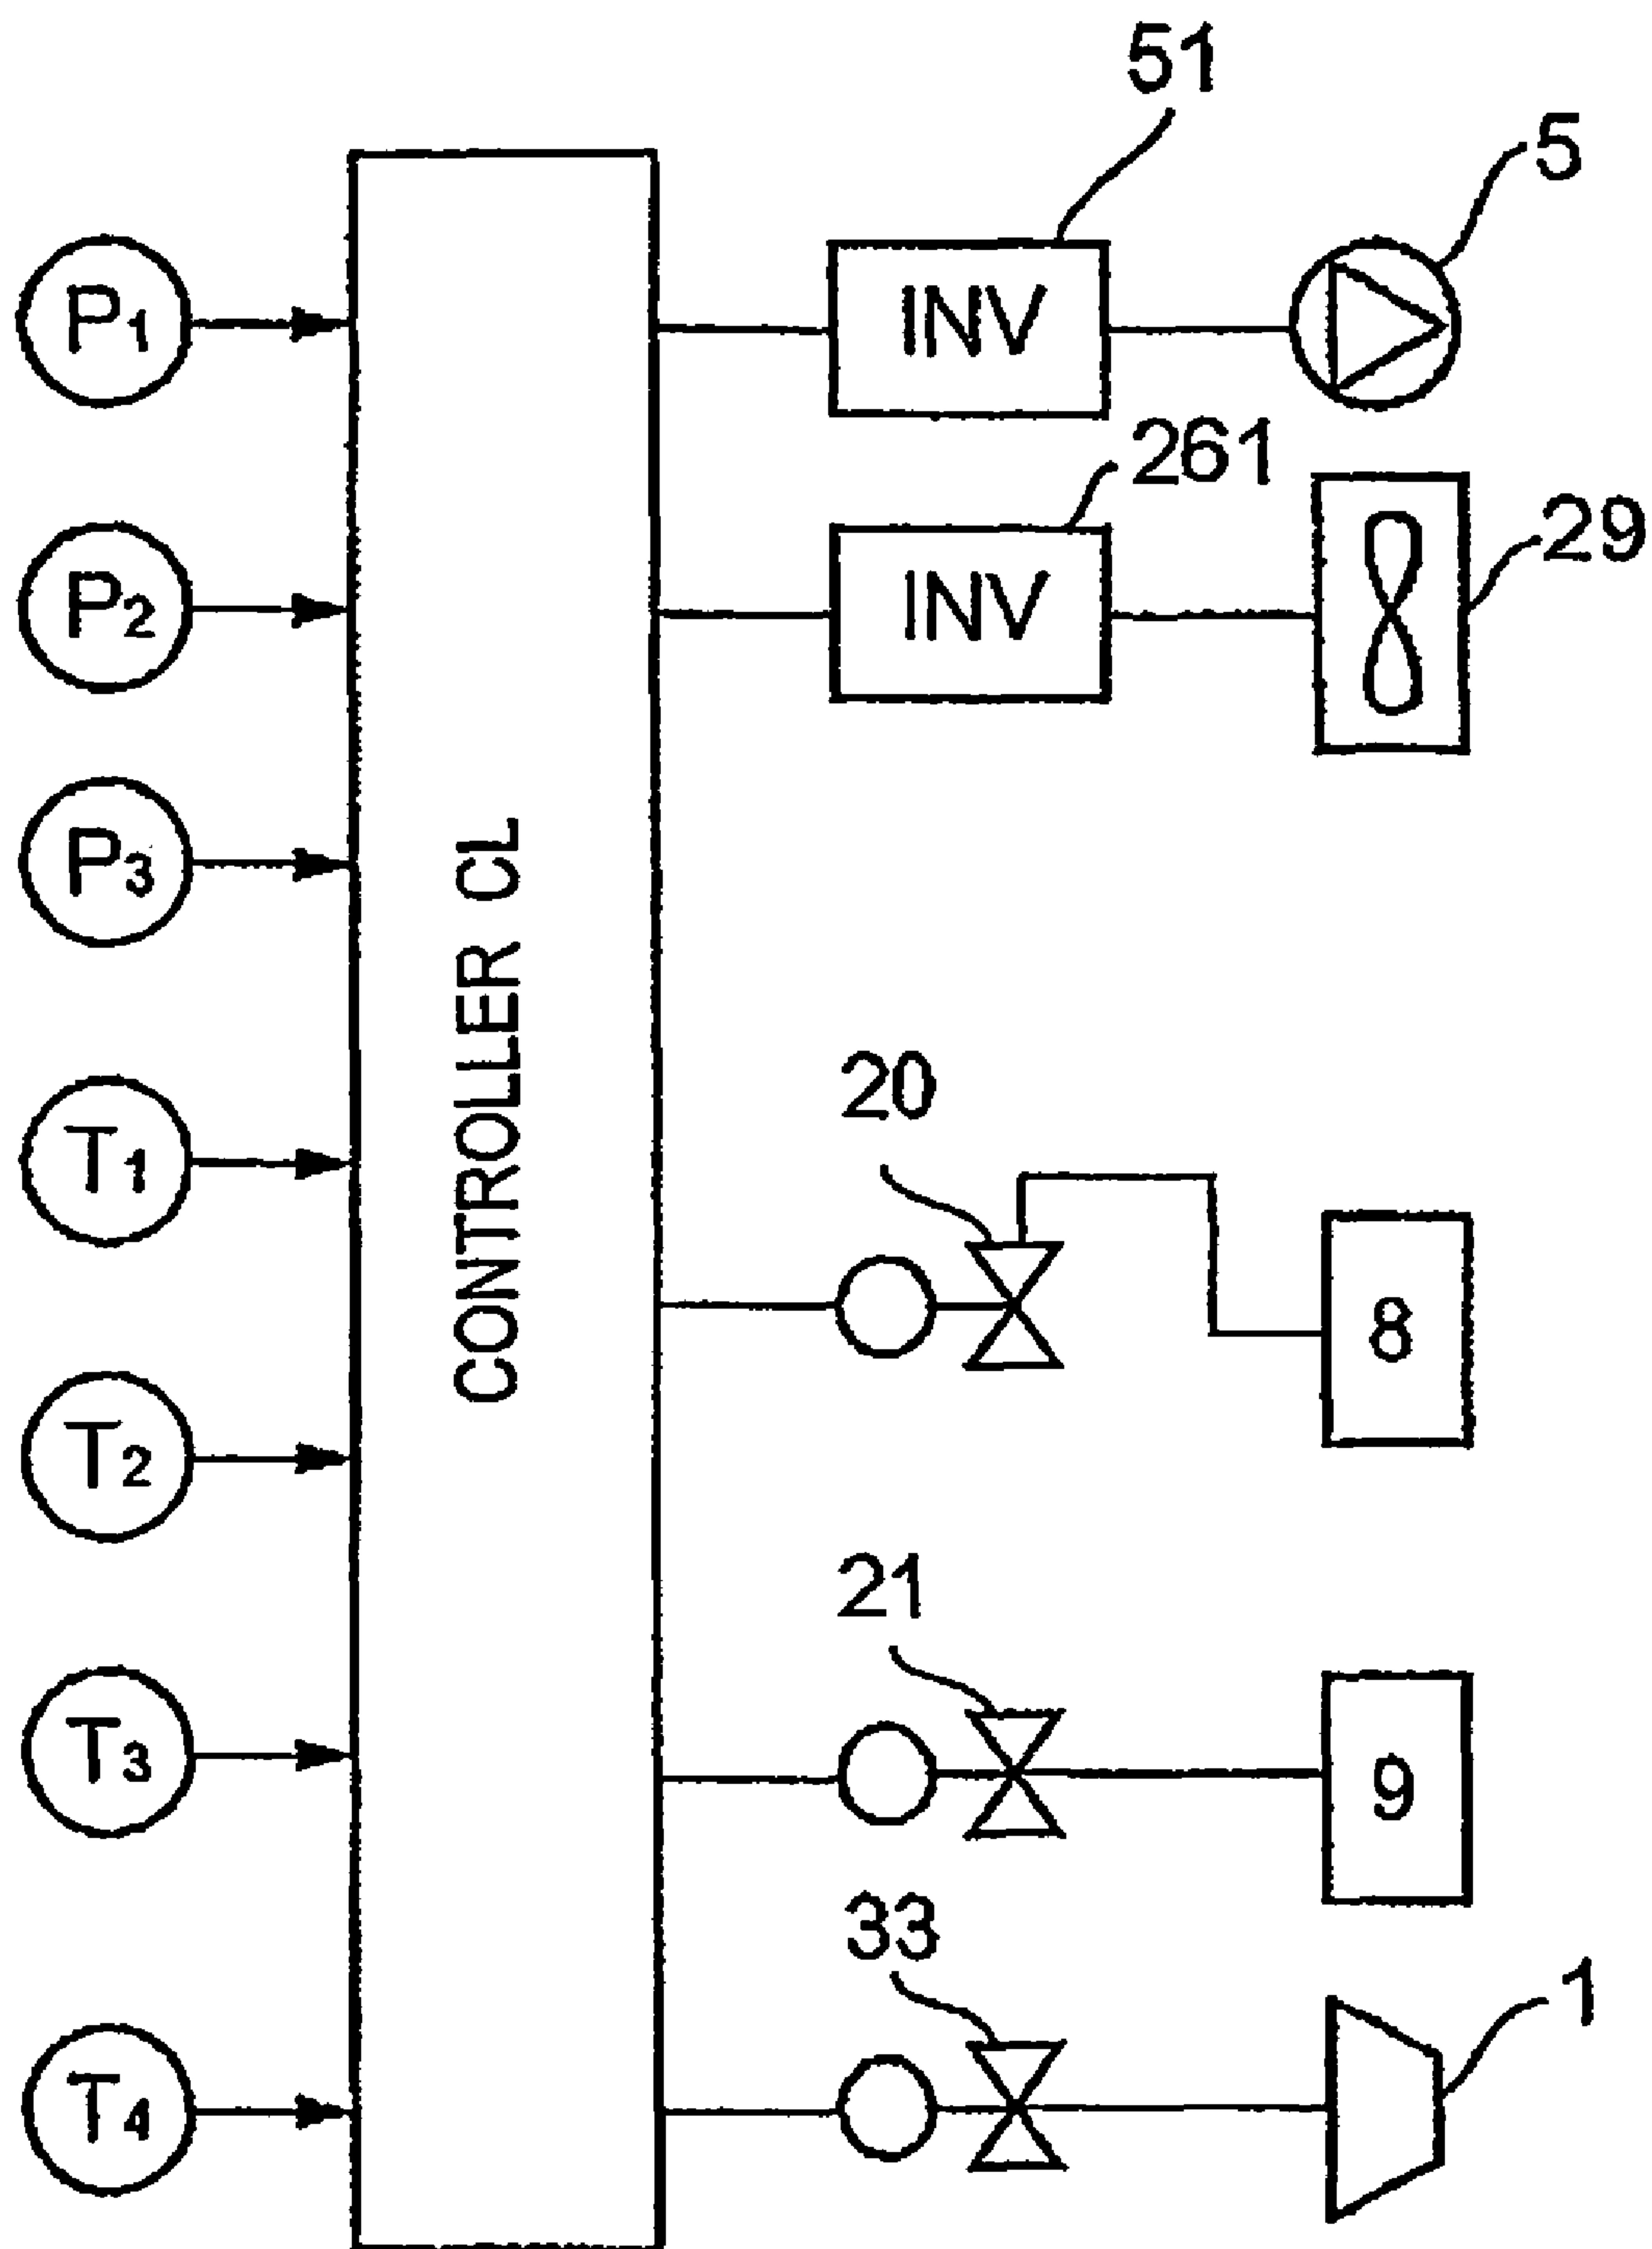 51
5
P1
INV
261
P2
INV
29
P3
CONTROLLER CL
20
T1
8
T2
21
T3
9
33
1
T4